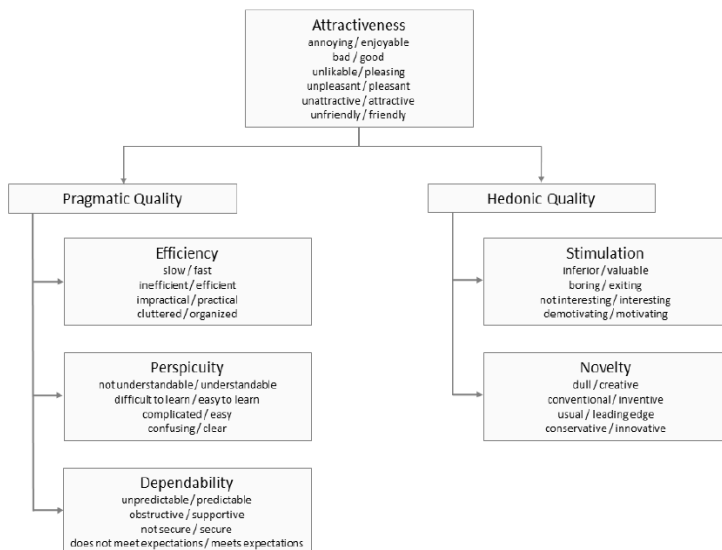 Attractiveness
annoying / enjoyable
bad / good
unlikable / pleasing
unpleasant / pleasant
unattractive / attractive
unfriendly / friendly
Pragmatic Quality
Efficiency
slow / fast
inefficient / efficient
impractical / practical
cluttered / organized
Perspicuity
not understandable / understandable
difficult to learn / easy to learn
complicated / easy
confusing / clear
Dependability
unpredictable / predictable
obstructive / supportive
not secure / secure
does not meet expectations / meets expectations
Hedonic Quality
Stimulation
inferior / valuable
boring / exiting
not interesting / interesting
demotivating / motivating
Novelty
dull / creative
conventional / inventive
usual / leading edge
conservative / innovative